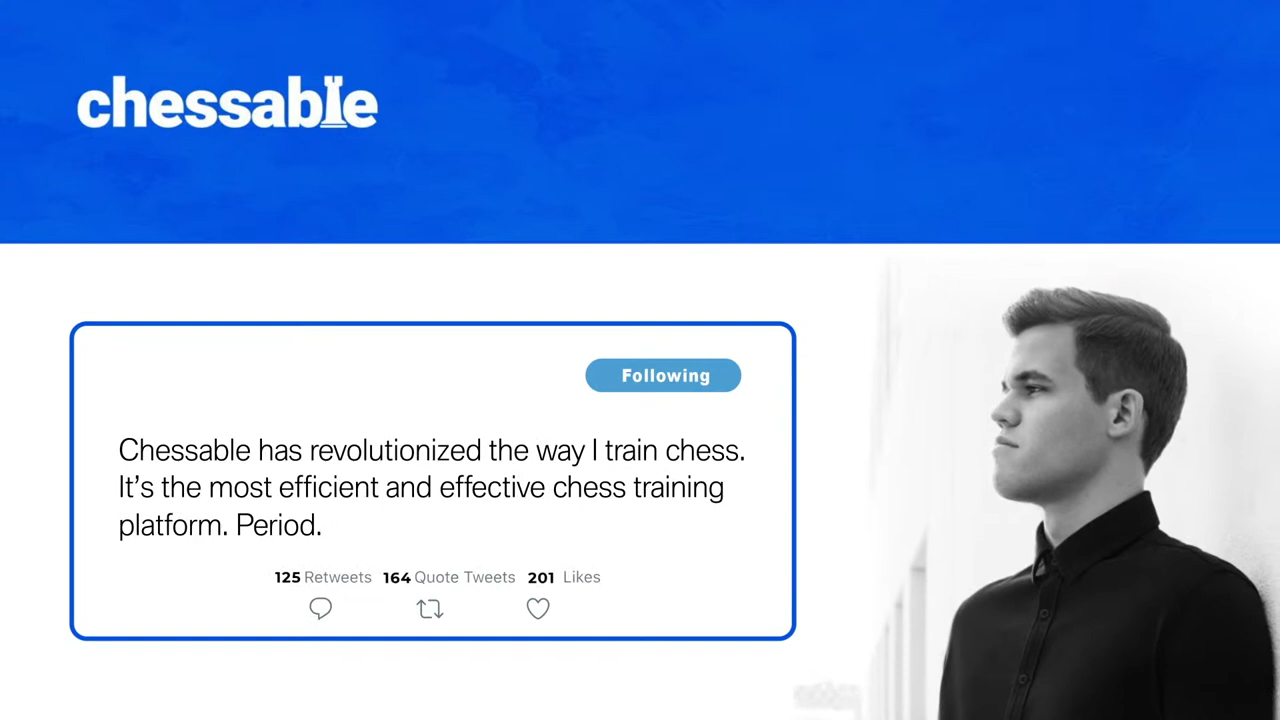 chessable
Following
Chessable has revolutionized the way I train chess.
It's the most efficient and effective chess training
platform. Period.
125 Retweets 164 Quote Tweets 201 Likes